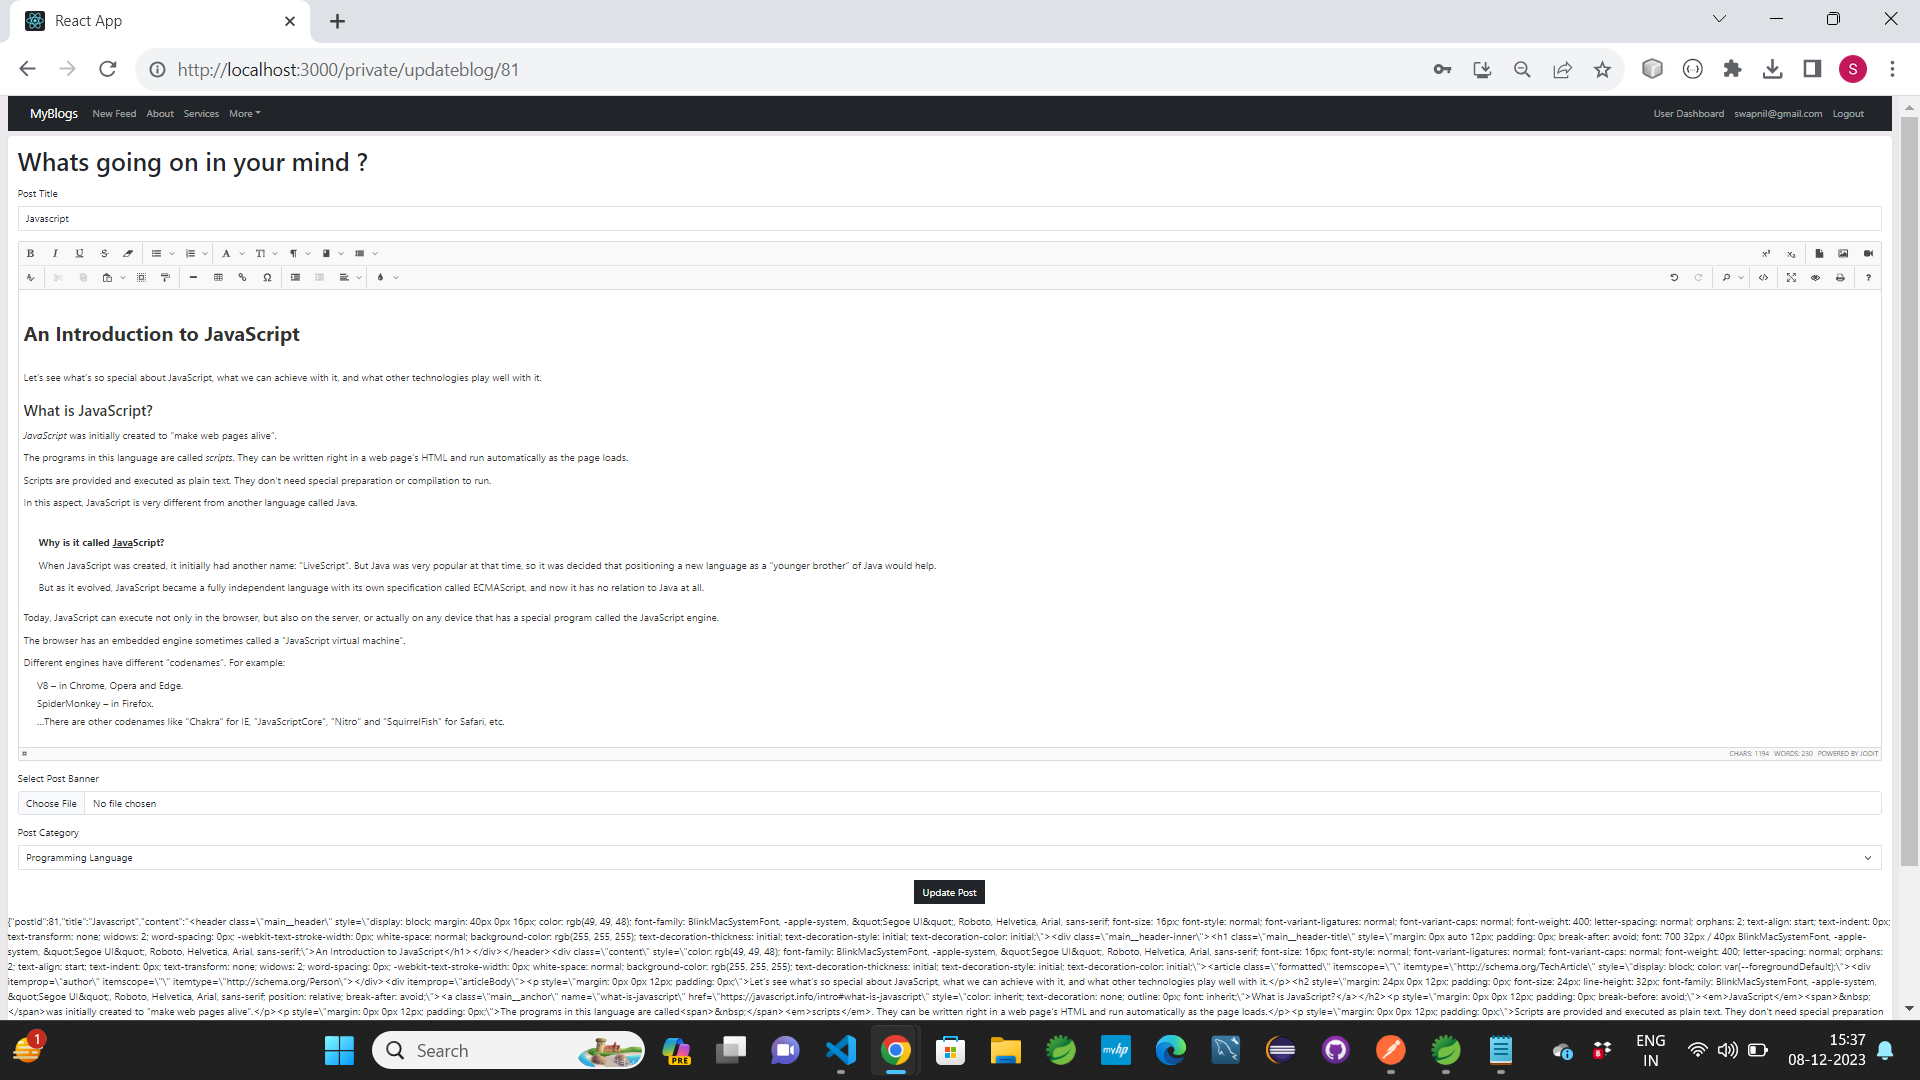 React App
http://localhost:3000/private/updateblog/81
S
MyBlogs New Feed About Services More User Dashboard swapnil@gmail.com Logout
Whats going on in your mind ?
Post Title
Javascript
An Introduction to JavaScript
Let's see what's so special about JavaScript, what we can achieve with it, and what other technologies play well with it.
What is JavaScript?
JavaScript was initially created to “make web pages alive”.
The programs in this language are called scripts. They can be written right in a web page's HTML and run automatically as the page loads.
Scripts are provided and executed as plain text. They don't need special preparation or compilation to run.
In this aspect, JavaScript is very different from another language called Java.
Why is it called JavaScript?
When JavaScript was created, it initially had another name: “LiveScript”. But Java was very popular at that time, so it was decided that positioning a new language as a “younger brother” of Java would help.
But as it evolved, JavaScript became a fully independent language with its own specification called ECMAScript, and now it has no relation to Java at all.
Today, JavaScript can execute not only in the browser, but also on the server, or actually on any device that has a special program called the JavaScript engine.
The browser has an embedded engine sometimes called a “JavaScript virtual machine”.
Different engines have different “codenames”. For example:
V8 – in Chrome, Opera and Edge.
SpiderMonkey – in Firefox.
…There are other codenames like “Chakra” for IE, “JavaScriptCore”, “Nitro” and “SquirrelFish” for Safari, etc.
CHARS: 1194 WORDS: 230 POWERED BY JODIT
Select Post Banner
Choose File No file chosen
Post Category
Programming Language
Update Post
{"postId":81,"title":"Javascript","content":"<header class=\"main__header\" style=\"display: block; margin: 40px 0px 16px; color: rgb(49, 49, 48); font-family: BlinkMacSystemFont, -apple-system, &quot;Segoe UI&quot;, Roboto, Helvetica, Arial, sans-serif; font-size: 16px; font-style: normal; font-variant-ligatures: normal; font-variant-caps: normal; font-weight: 400; letter-spacing: normal; orphans: 2; text-align: start; text-indent: 0px;
text-transform: none; widows: 2; word-spacing: 0px; -webkit-text-stroke-width: 0px; white-space: normal; background-color: rgb(255, 255, 255); text-decoration-thickness: initial; text-decoration-style: initial; text-decoration-color: initial;\"><div class=\"main__header-inner\"><h1 class=\"main__header-title\" style=\"margin: 0px auto 12px; padding: 0px; break-after: avoid; font: 700 32px / 40px BlinkMacSystemFont, -apple-
system, &quot;Segoe UI&quot;, Roboto, Helvetica, Arial, sans-serif;\">An Introduction to JavaScript</h1></div></header><div class=\"content\" style=\"color: rgb(49, 49, 48); font-family: BlinkMacSystemFont, -apple-system, &quot;Segoe UI&quot;, Roboto, Helvetica, Arial, sans-serif; font-size: 16px; font-style: normal; font-variant-ligatures: normal; font-variant-caps: normal; font-weight: 400; letter-spacing: normal; orphans:
2; text-align: start; text-indent: 0px; text-transform: none; widows: 2; word-spacing: 0px; -webkit-text-stroke-width: 0px; white-space: normal; background-color: rgb(255, 255, 255); text-decoration-thickness: initial; text-decoration-style: initial; text-decoration-color: initial;\"><article class=\"formatted\" itemscope=\"\" itemtype=\"http://schema.org/TechArticle\" style=\"display: block; color: var(--foregroundDefault);\"><div
itemprop=\"author\" itemscope=\"\" itemtype=\"http://schema.org/Person\"></div><div itemprop=\"articleBody\"><p style=\"margin: 0px 0px 12px; padding: 0px;\">Let's see what's so special about JavaScript, what we can achieve with it, and what other technologies play well with it.</p><h2 style=\"margin: 24px 0px 12px; padding: 0px; font-size: 24px; line-height: 32px; font-family: BlinkMacSystemFont, -apple-system,
&quot;Segoe UI&quot;, Roboto, Helvetica, Arial, sans-serif; position: relative; break-after: avoid;\"><a class=\"main__anchor\" name=\"what-is-javascript\" href=\"https://javascript.info/intro#what-is-javascript\" style=\"color: inherit; text-decoration: none; outline: 0px; font: inherit;\">What is JavaScript?</a></h2><p style=\"margin: 0px 0px 12px; padding: 0px; break-before: avoid;\"><em>JavaScript</em><span>&nbsp;
</span>was initially created to “make web pages alive”.</p><p style=\"margin: 0px 0px 12px; padding: 0px;\">The programs in this language are called<span>&nbsp;</span><em>scripts</em>. They can be written right in a web page's HTML and run automatically as the page loads.</p><p style=\"margin: 0px 0px 12px; padding: 0px;\">Scripts are provided and executed as plain text. They don't need special preparation
1
Search
PRE
myhp
8
ENG
IN
15:37
08-12-2023